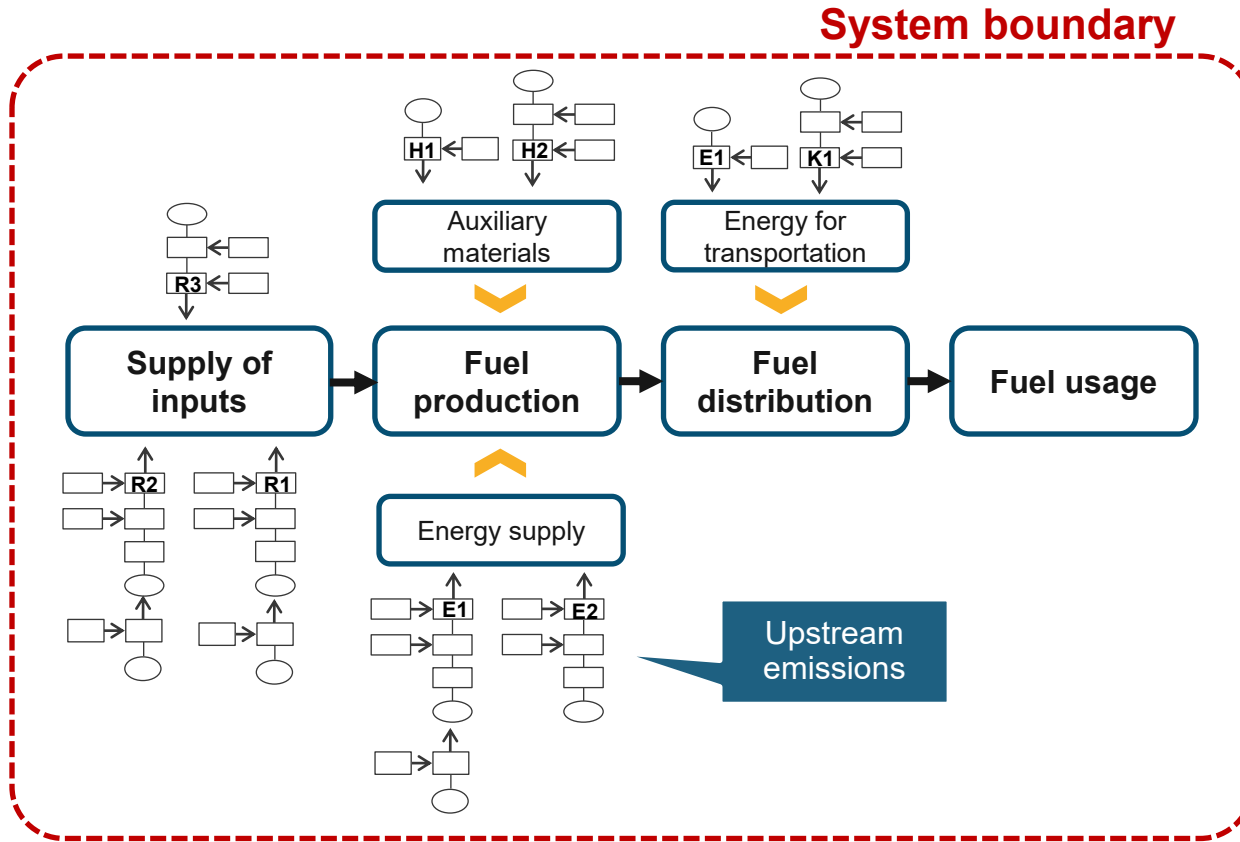 System boundary
H1
H2
E1
K1
Auxiliary
materials
Energy for
transportation
R3
Supply of
inputs
Fuel
production
Fuel
distribution
Fuel usage
R2
R1
Energy supply
E1
E2
Upstream
emissions